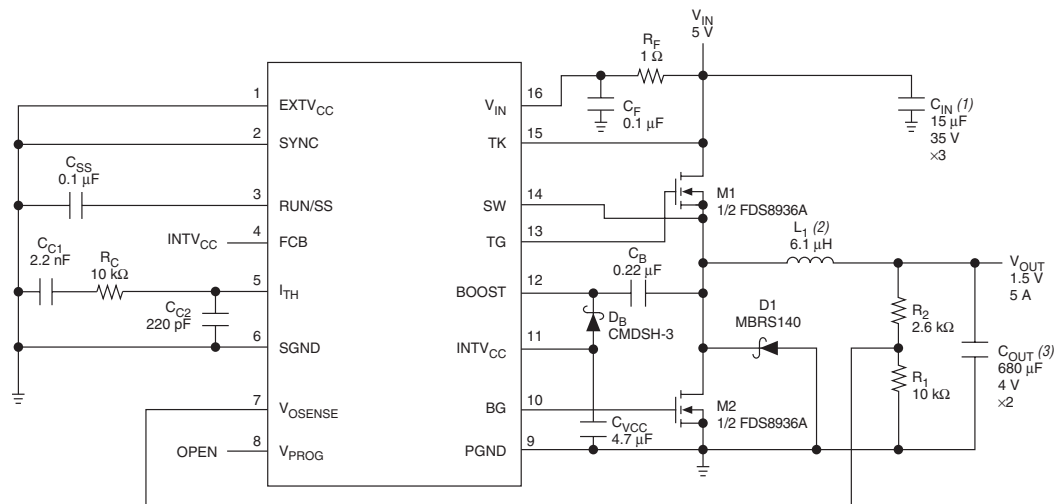 V_IN
5 V
R_F
1 Ω
C_F
0.1 µF
C_IN (1)
15 µF
35 V
×3
1
EXTV_CC
2
SYNC
C_SS
0.1 µF
3
RUN/SS
INTV_CC
4
FCB
C_C1
2.2 nF
R_C
10 kΩ
5
I_TH
C_C2
220 pF
6
SGND
7
V_OSENSE
OPEN
8
V_PROG
V_IN
16
TK
15
SW
14
TG
13
BOOST
12
INTV_CC
11
BG
10
PGND
9
M1
1/2 FDS8936A
L_1 (2)
6.1 µH
C_B
0.22 µF
D_B
CMDSH-3
D1
MBRS140
V_OUT
1.5 V
5 A
R_2
2.6 kΩ
R_1
10 kΩ
C_OUT (3)
680 µF
4 V
×2
M2
1/2 FDS8936A
C_VCC
4.7 µF